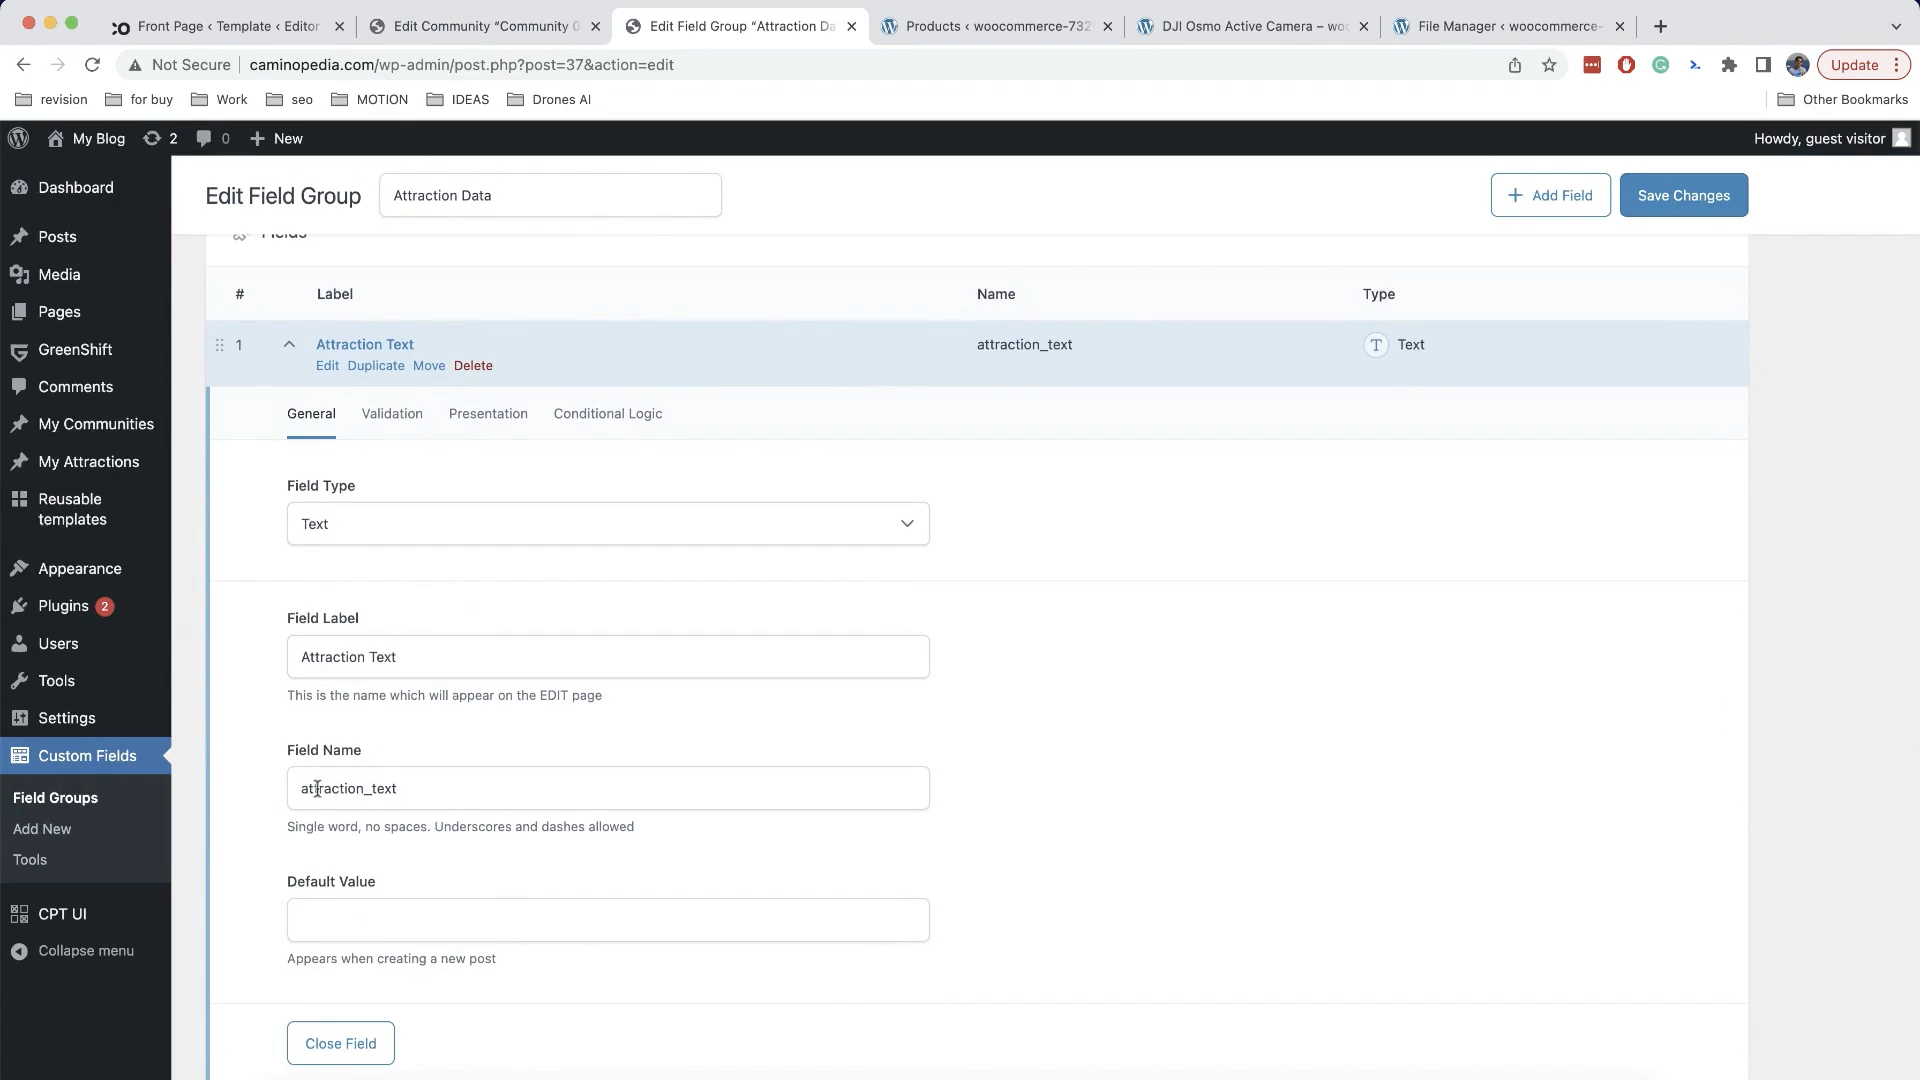 Front Page ‹ Template ‹ Editor
Edit Community “Community 0
Edit Field Group “Attraction Da
Products ‹ woocommerce-732
DJI Osmo Active Camera – woo
File Manager ‹ woocommerce-
Not Secure
caminopedia.com/wp-admin/post.php?post=37&action=edit
Update
revision
for buy
Work
seo
MOTION
IDEAS
Drones AI
Other Bookmarks
My Blog
2
0
New
Howdy, guest visitor
Dashboard
Posts
Media
Pages
GreenShift
Comments
My Communities
My Attractions
Reusable
templates
Appearance
Plugins 2
Users
Tools
Settings
Custom Fields
Field Groups
Add New
Tools
CPT UI
Collapse menu
Edit Field Group
Attraction Data
Add Field
Save Changes
Fields
# Label Name Type
1 Attraction Text attraction_text T Text
Edit Duplicate Move Delete
General Validation Presentation Conditional Logic
Field Type
Text
Field Label
Attraction Text
This is the name which will appear on the EDIT page
Field Name
attraction_text
Single word, no spaces. Underscores and dashes allowed
Default Value
Appears when creating a new post
Close Field